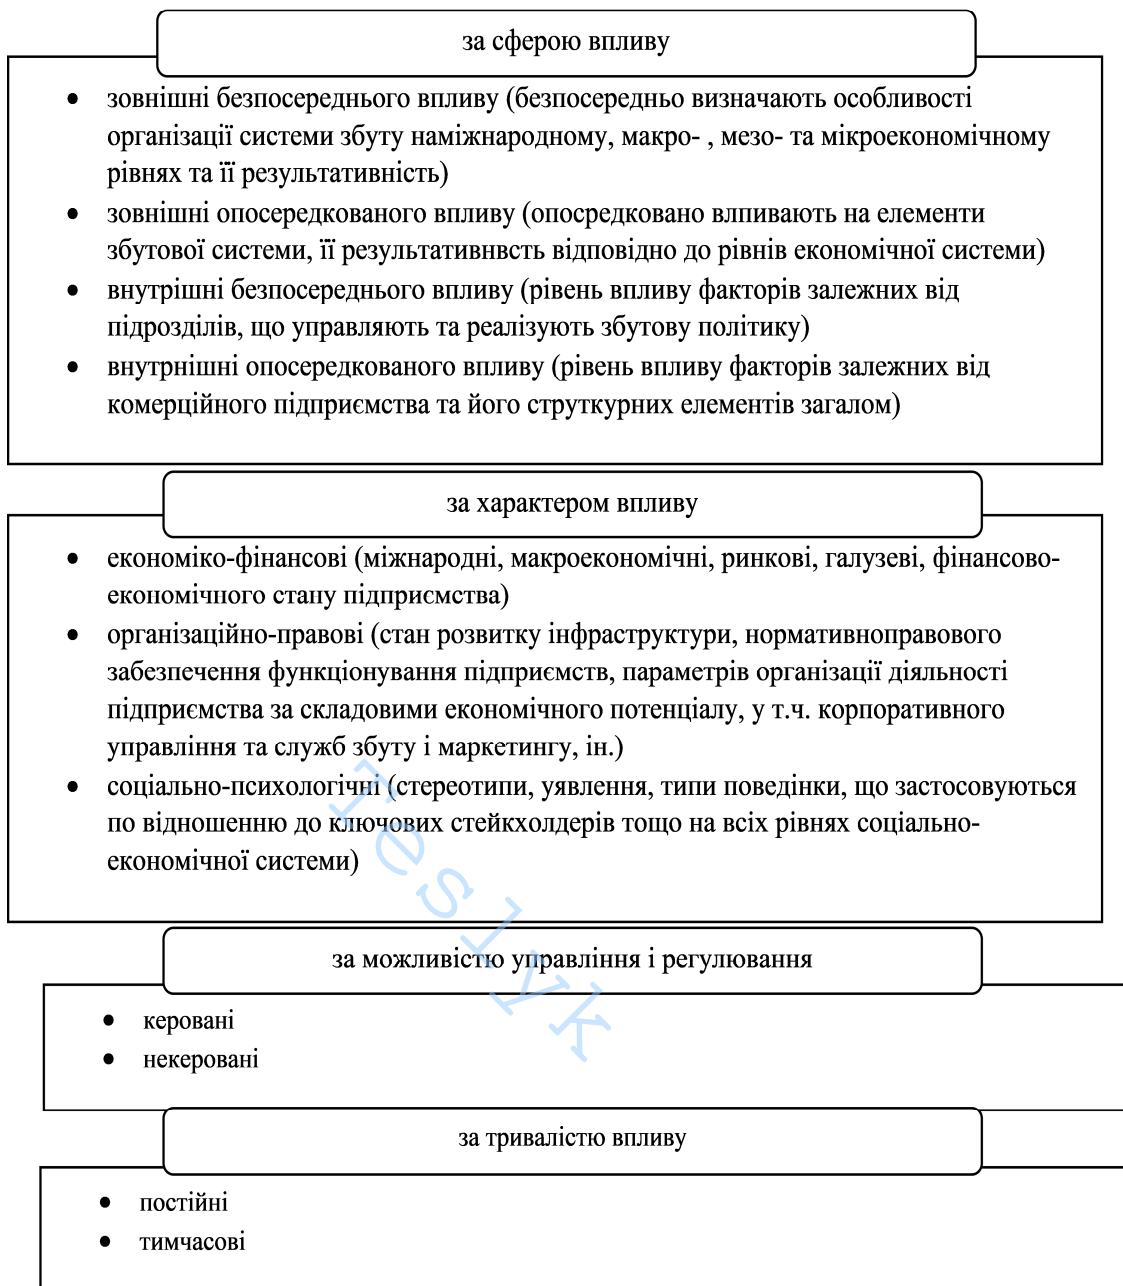 за сферою впливу
• зовнішні безпосереднього впливу (безпосередньо визначають особливості
організації системи збуту наміжнародному, макро- , мезо- та мікроекономічному
рівнях та її результативність)
• зовнішні опосередкованого впливу (опосредковано влпивають на елементи
збутової системи, її результативнвсть відповідно до рівнів економічної системи)
• внутрішні безпосереднього впливу (рівень впливу факторів залежних від
підрозділів, що управляють та реалізують збутову політику)
• внутрнішні опосередкованого впливу (рівень впливу факторів залежних від
комерційного підприємства та його струткурних елементів загалом)
за характером впливу
• економіко-фінансові (міжнародні, макроекономічні, ринкові, галузеві, фінансово-
економічного стану підприємства)
• організаційно-правові (стан розвитку інфраструктури, нормативноправового
забезпечення функціонування підприємств, параметрів організації діяльності
підприємства за складовими економічного потенціалу, у т.ч. корпоративного
управління та служб збуту і маркетингу, ін.)
• соціально-психологічні (стереотипи, уявлення, типи поведінки, що застосовуються
по відношенню до ключових стейкхолдерів тощо на всіх рівнях соціально-
економічної системи)
leslyk
за можливістю управління і регулювання
• керовані
• некеровані
за тривалістю впливу
• постійні
• тимчасові